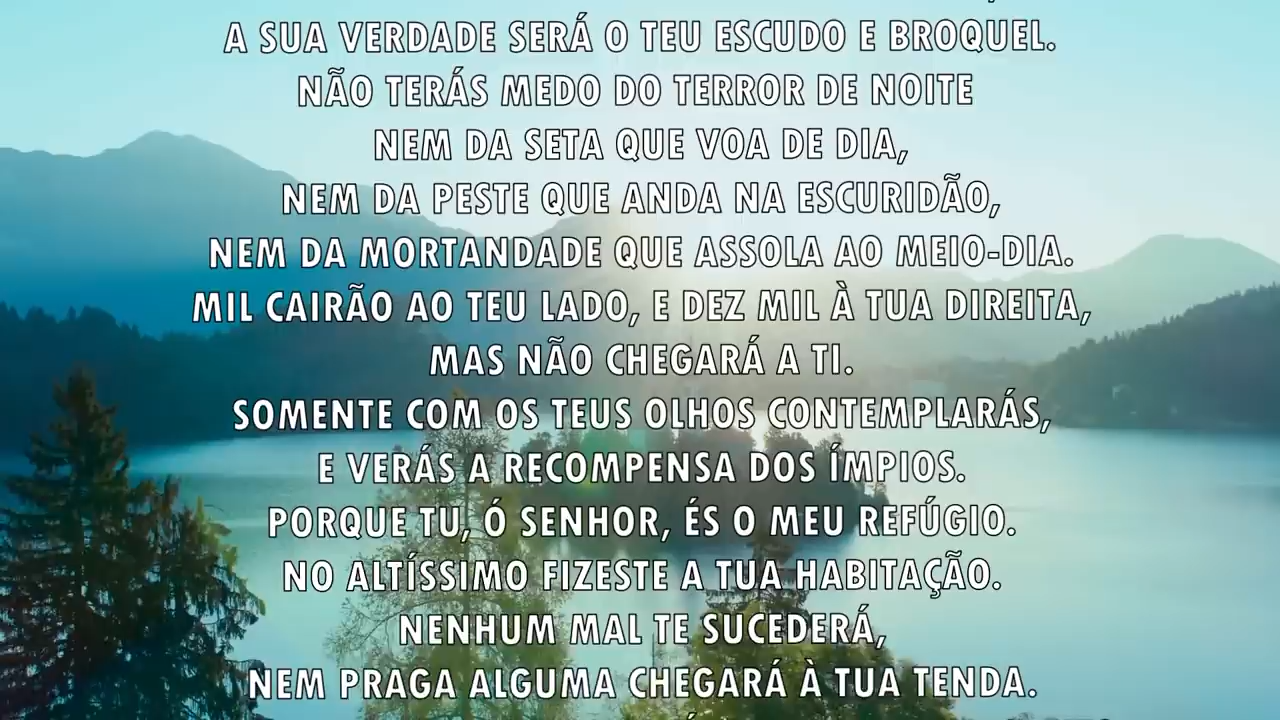 A SUA VERDADE SERÁ O TEU ESCUDO E BROQUEL.
NÃO TERÁS MEDO DO TERROR DE NOITE
NEM DA SETA QUE VOA DE DIA,
NEM DA PESTE QUE ANDA NA ESCURIDÃO,
NEM DA MORTANDADE QUE ASSOLA AO MEIO-DIA.
MIL CAIRÃO AO TEU LADO, E DEZ MIL À TUA DIREITA,
MAS NÃO CHEGARÁ A TI.
SOMENTE COM OS TEUS OLHOS CONTEMPLARÁS,
E VERÁS A RECOMPENSA DOS ÍMPIOS.
PORQUE TU, Ó SENHOR, ÉS O MEU REFÚGIO.
NO ALTÍSSIMO FIZESTE A TUA HABITAÇÃO.
NENHUM MAL TE SUCEDERÁ,
NEM PRAGA ALGUMA CHEGARÁ À TUA TENDA.